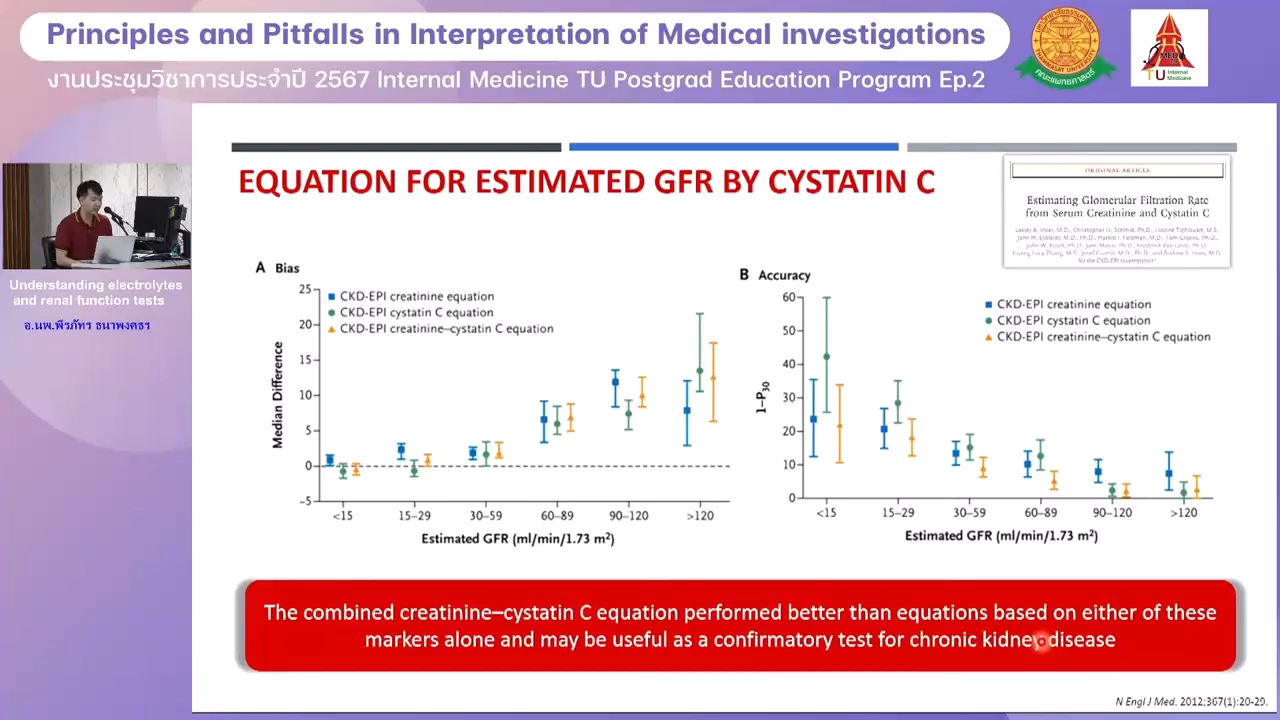 Principles and Pitfalls in Interpretation of Medical investigations
งานประชุมวิชาการประจำปี 2567 Internal Medicine TU Postgrad Education Program Ep.2
TU Internal
Medicine
EQUATION FOR ESTIMATED GFR BY CYSTATIN C
ORIGINAL ARTICLE
Estimating Glomerular Filtration Rate
from Serum Creatinine and Cystatin C
Understanding electrolytes
and renal function tests
อ.นพ.พีรภัทร ธนาพงศธร
A Bias
25
20
15
10
5
0
−5
Median Difference
CKD-EPI creatinine equation
CKD-EPI cystatin C equation
CKD-EPI creatinine–cystatin C equation
<15
15–29
30–59
60–89
90–120
>120
Estimated GFR (ml/min/1.73 m²)
B Accuracy
60
50
40
30
20
10
0
1–P30
CKD-EPI creatinine equation
CKD-EPI cystatin C equation
CKD-EPI creatinine–cystatin C equation
<15
15–29
30–59
60–89
90–120
>120
Estimated GFR (ml/min/1.73 m²)
The combined creatinine–cystatin C equation performed better than equations based on either of these
markers alone and may be useful as a confirmatory test for chronic kidney disease
N Engl J Med. 2012;367(1):20-29.